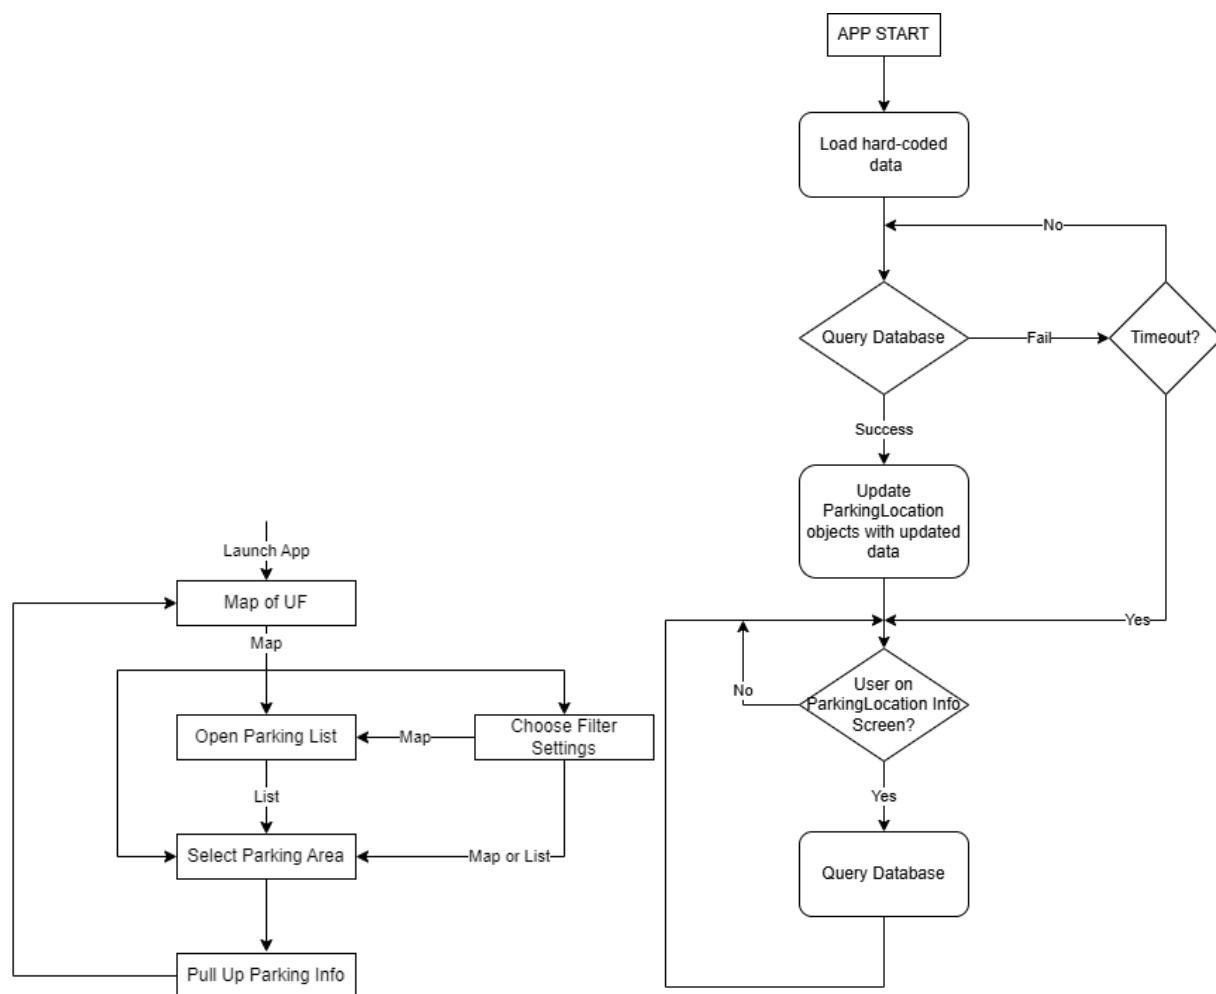 APP START
Load hard-coded
data
No
Query Database
Fail
Timeout?
Success
Update
ParkingLocation
objects with updated
data
Yes
User on
ParkingLocation Info
Screen?
No
Yes
Query Database
Launch App
Map of UF
Map
Open Parking List
Map
Choose Filter
Settings
List
Select Parking Area
Map or List
Pull Up Parking Info